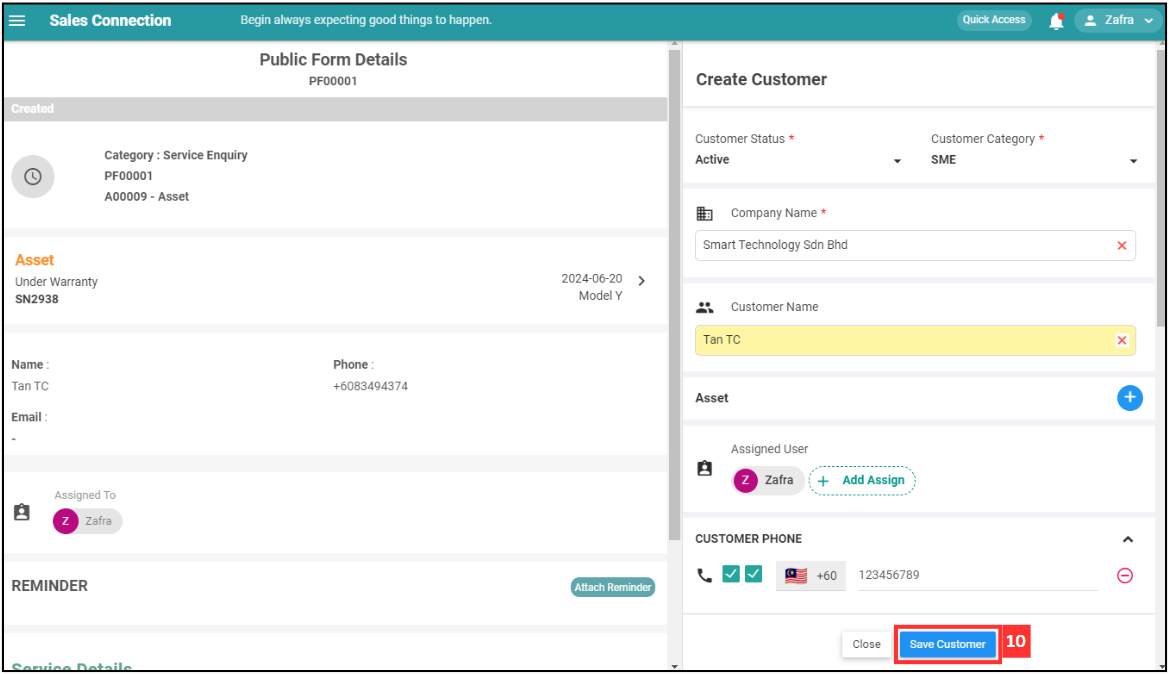 Sales Connection
Begin always expecting good things to happen.
Quick Access
Zafra
Public Form Details
PF00001
Created
Category : Service Enquiry
PF00001
A00009 - Asset
Asset
Under Warranty
SN2938
2024-06-20
Model Y
Name :
Tan TC
Phone :
+6083494374
Email :
-
Assigned To
Z Zafra
REMINDER
Attach Reminder
Service Details
Create Customer
Customer Status *
Active
Customer Category *
SME
Company Name *
Smart Technology Sdn Bhd
Customer Name
Tan TC
Asset
Assigned User
Z Zafra
+ Add Assign
CUSTOMER PHONE
+60 123456789
Close
Save Customer
10